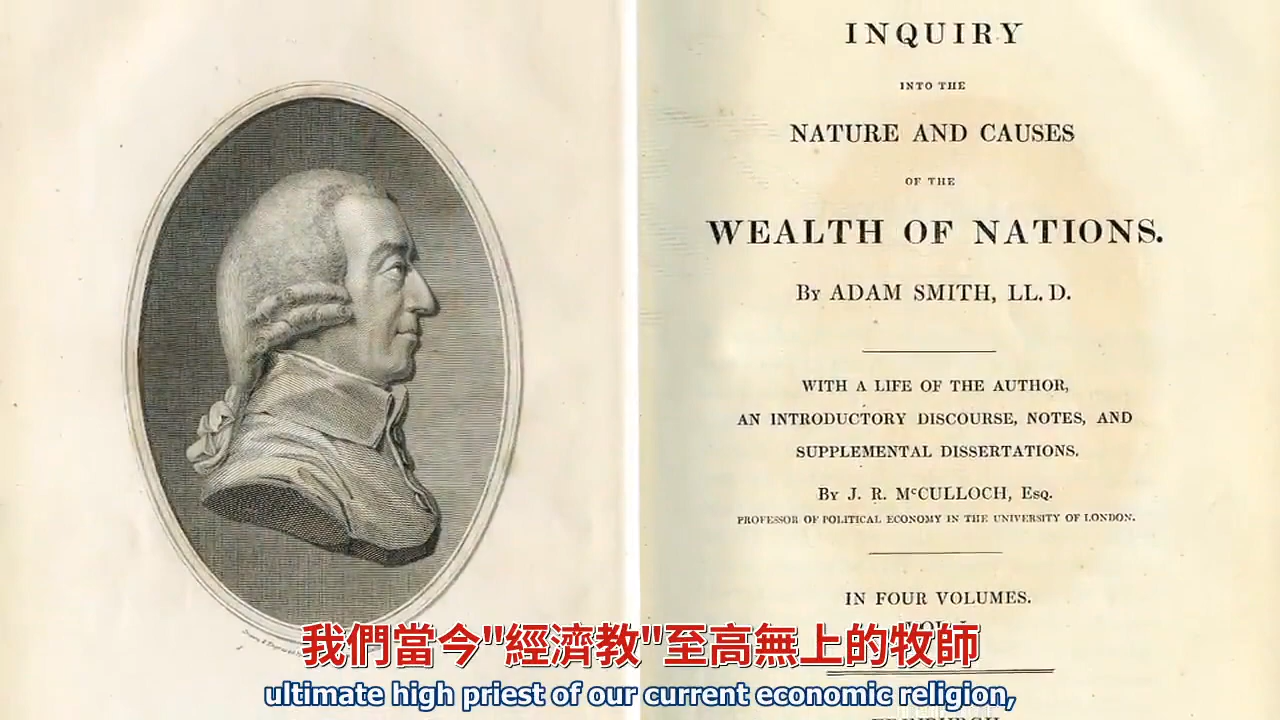 INQUIRY
INTO THE
NATURE AND CAUSES
OF THE
WEALTH OF NATIONS.
By ADAM SMITH, LL. D.
WITH A LIFE OF THE AUTHOR,
AN INTRODUCTORY DISCOURSE, NOTES, AND
SUPPLEMENTAL DISSERTATIONS.
By J. R. McCULLOCH, Esq.
PROFESSOR OF POLITICAL ECONOMY IN THE UNIVERSITY OF LONDON.
IN FOUR VOLUMES.
我們當今"經濟教"至高無上的牧師
ultimate high priest of our current economic religion,